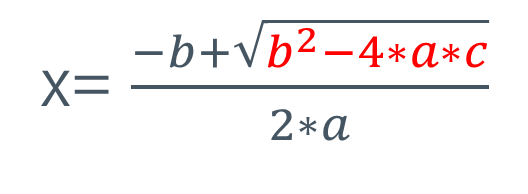 x= (-b+√(b²-4*a*c))/(2*a)